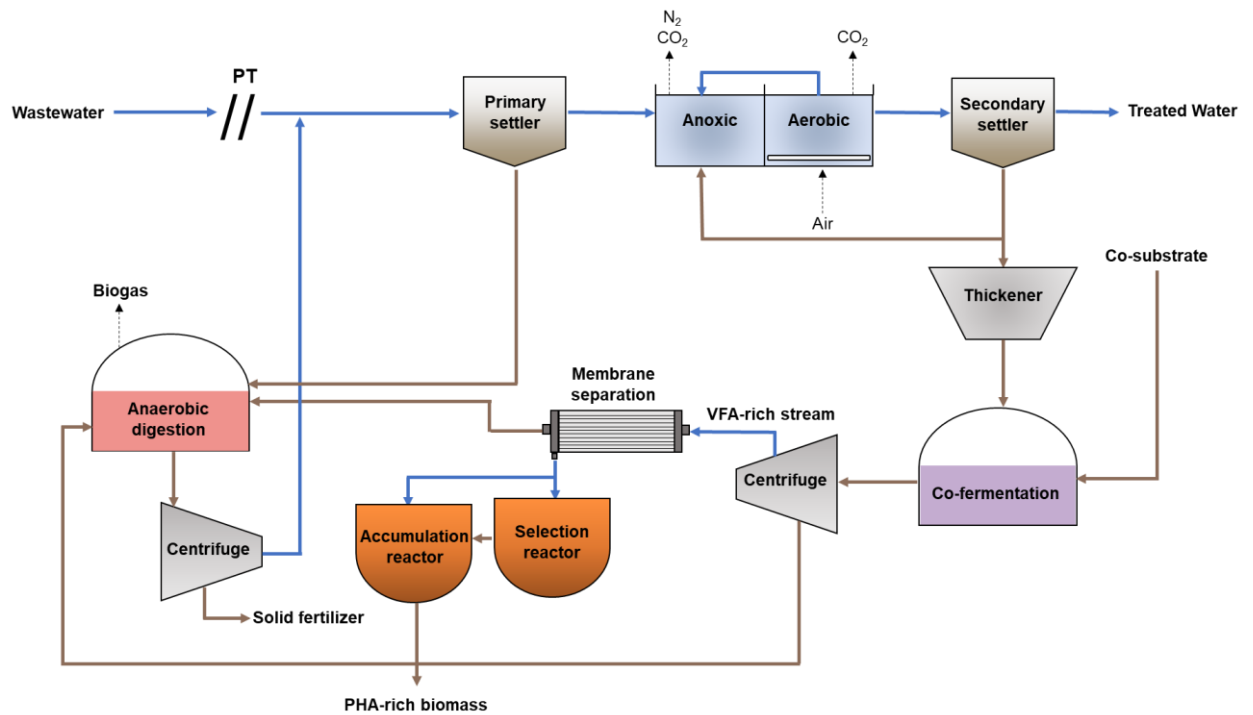 N₂
CO₂
CO₂
PT
Wastewater
Primary
settler
Anoxic
Aerobic
Secondary
settler
Treated Water
Air
Co-substrate
Thickener
Biogas
Membrane
separation
VFA-rich stream
Anaerobic
digestion
Centrifuge
Co-fermentation
Accumulation
reactor
Selection
reactor
Centrifuge
Solid fertilizer
PHA-rich biomass